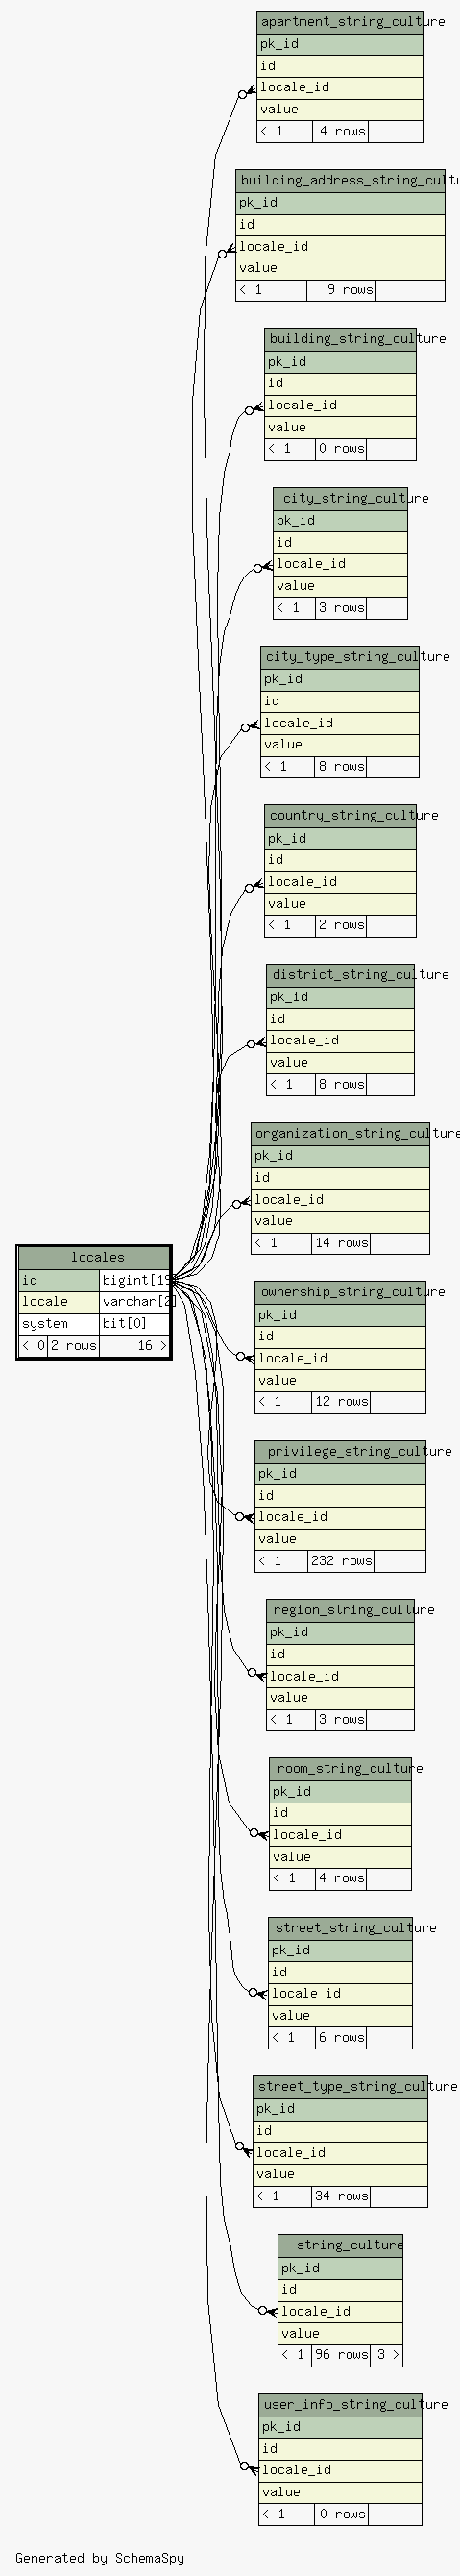 apartment_string_culture
pk_id
id
locale_id
value
< 1 4 rows
building_address_string_cultu
pk_id
id
locale_id
value
< 1 9 rows
building_string_culture
pk_id
id
locale_id
value
< 1 0 rows
city_string_culture
pk_id
id
locale_id
value
< 1 3 rows
city_type_string_culture
pk_id
id
locale_id
value
< 1 8 rows
country_string_culture
pk_id
id
locale_id
value
< 1 2 rows
district_string_culture
pk_id
id
locale_id
value
< 1 8 rows
organization_string_culture
pk_id
id
locale_id
value
< 1 14 rows
locales
id bigint[19
locale varchar[2]
system bit[0]
< 0 2 rows 16 >
ownership_string_culture
pk_id
id
locale_id
value
< 1 12 rows
privilege_string_culture
pk_id
id
locale_id
value
< 1 232 rows
region_string_culture
pk_id
id
locale_id
value
< 1 3 rows
room_string_culture
pk_id
id
locale_id
value
< 1 4 rows
street_string_culture
pk_id
id
locale_id
value
< 1 6 rows
street_type_string_culture
pk_id
id
locale_id
value
< 1 34 rows
string_culture
pk_id
id
locale_id
value
< 1 96 rows 3 >
user_info_string_culture
pk_id
id
locale_id
value
< 1 0 rows
Generated by SchemaSpy